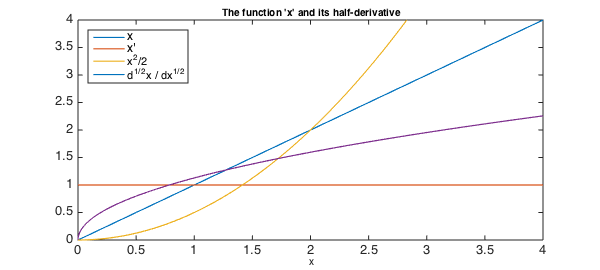 The function 'x' and its half-derivative
x
x'
x²/2
d^1/2x / dx^1/2
4
3.5
3
2.5
2
1.5
1
0.5
0
0 0.5 1 1.5 2 2.5 3 3.5 4
x